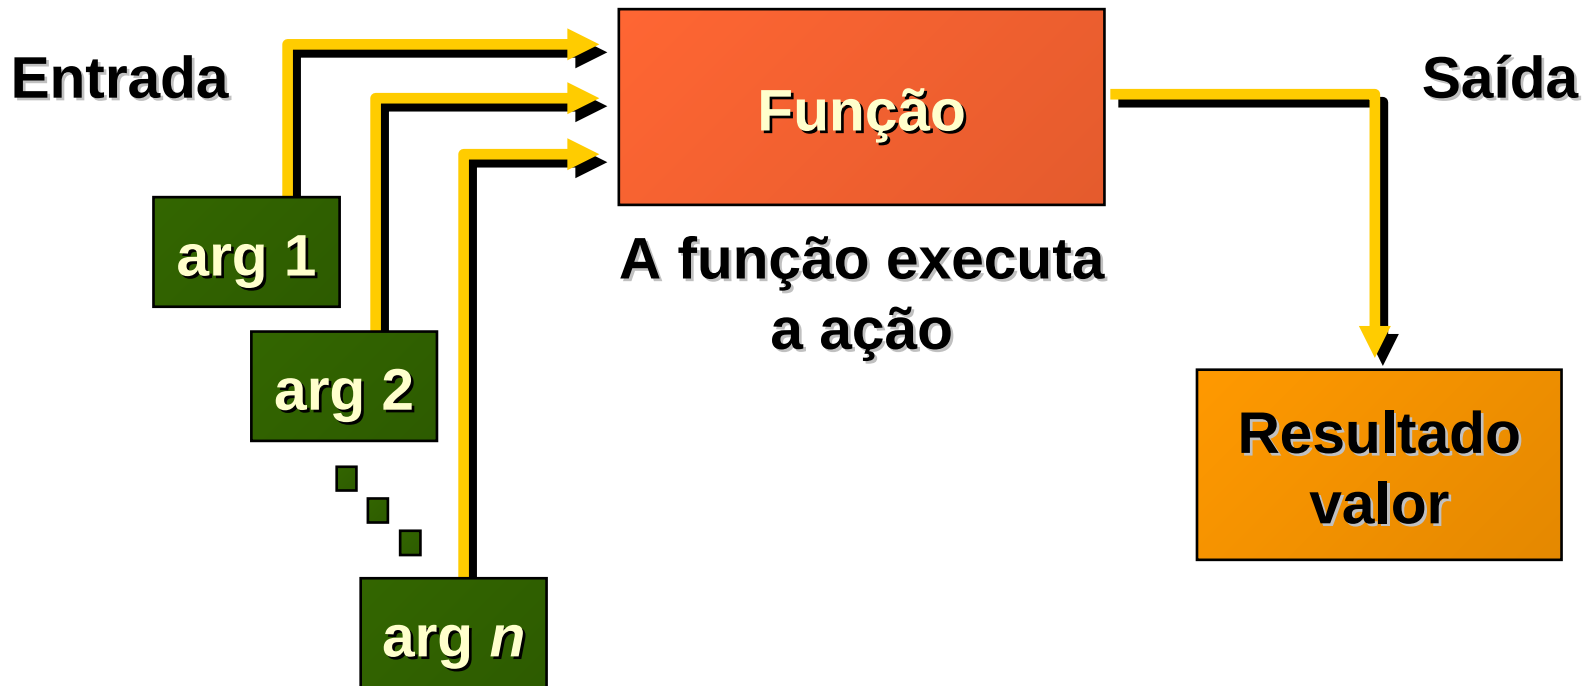 Entrada
Função
Saída
arg 1
A função executa
a ação
arg 2
Resultado
valor
arg n